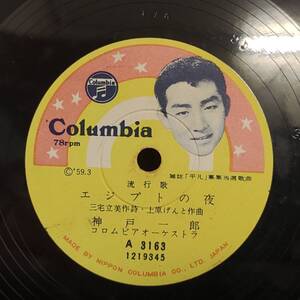 Columbia
Columbia
78rpm
©'59.3
雑誌「平凡」募集当選歌曲
流行歌
エジプトの夜
三宅立美作詩・上原げんと作曲
神戸一郎
コロムビアオーケストラ
A 3163
1219345
MADE BY NIPPON COLUMBIA CO., LTD. KAWASAKI, JAPAN